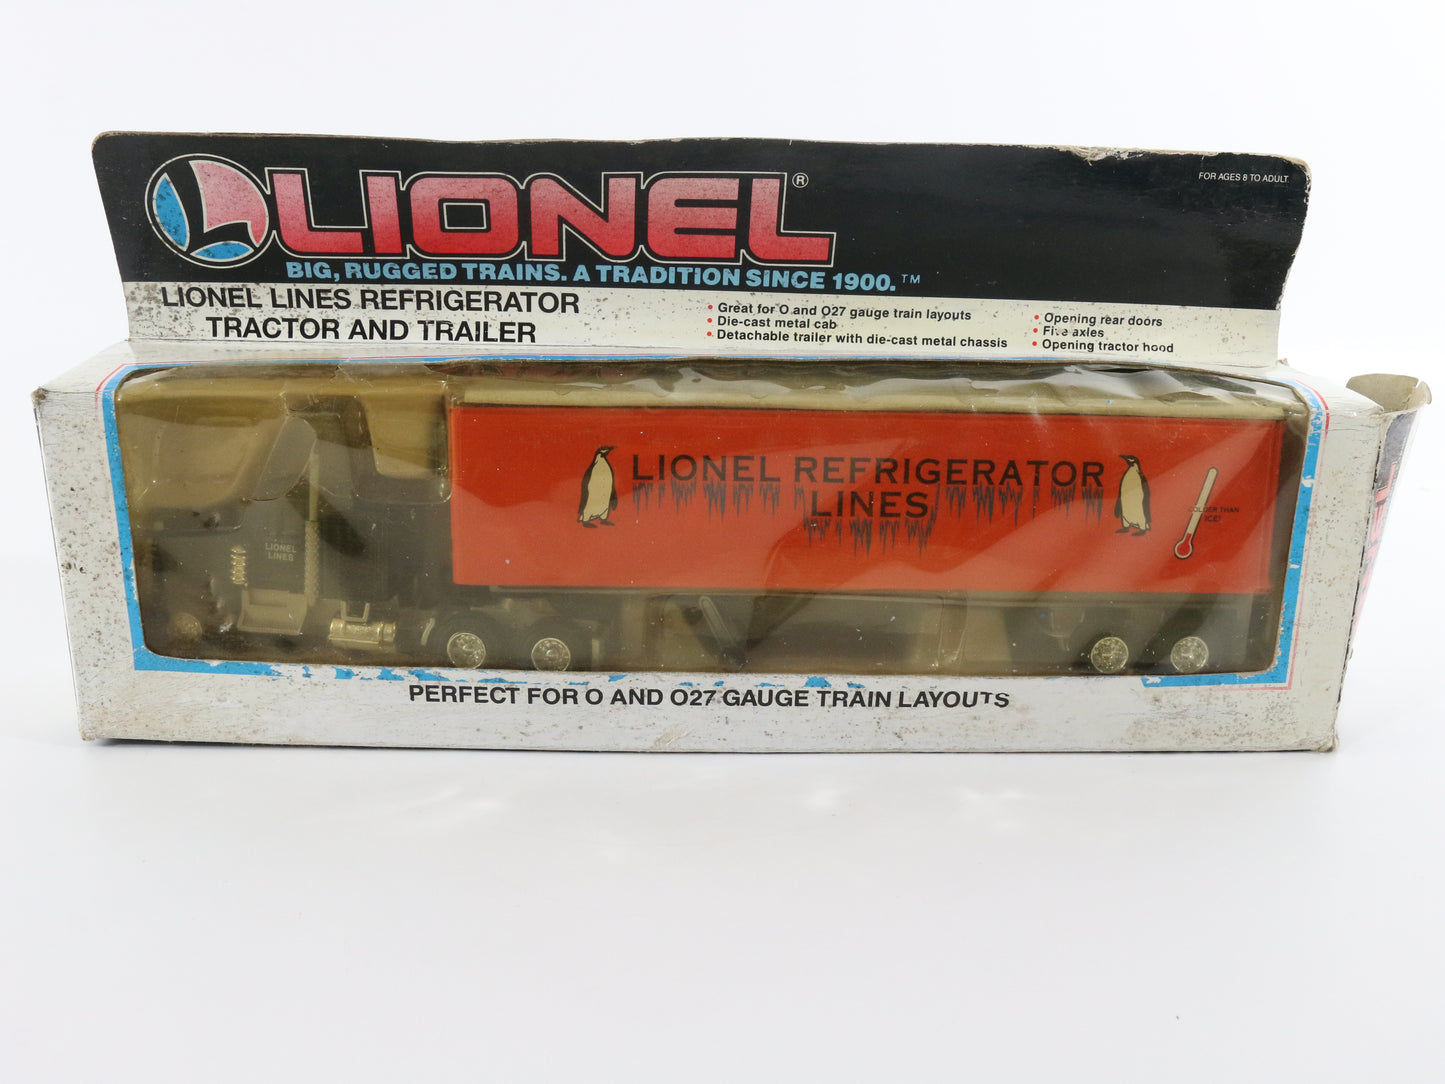 LIONEL®
BIG, RUGGED TRAINS. A TRADITION SINCE 1900.™
FOR AGES 8 TO ADULT.
LIONEL LINES REFRIGERATOR
TRACTOR AND TRAILER
• Great for O and O27 gauge train layouts
• Die-cast metal cab
• Detachable trailer with die-cast metal chassis
• Opening rear doors
• Five axles
• Opening tractor hood
LIONEL REFRIGERATOR
LINES
COLDER THAN
ICE!
LIONEL
LINES
PERFECT FOR O AND O27 GAUGE TRAIN LAYOUTS